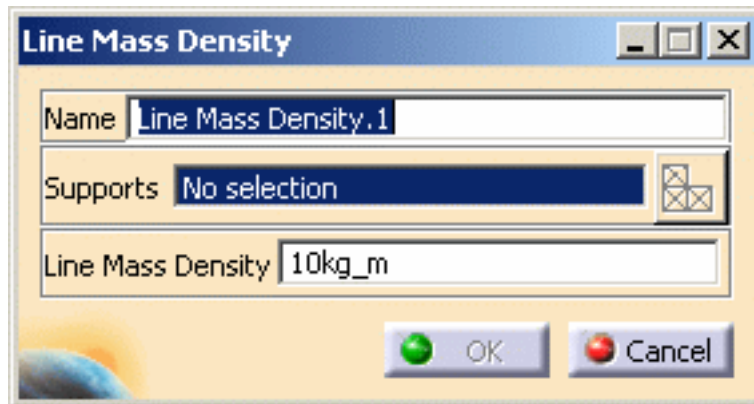 Line Mass Density
Name Line Mass Density.1
Supports No selection
Line Mass Density 10kg_m
OK Cancel